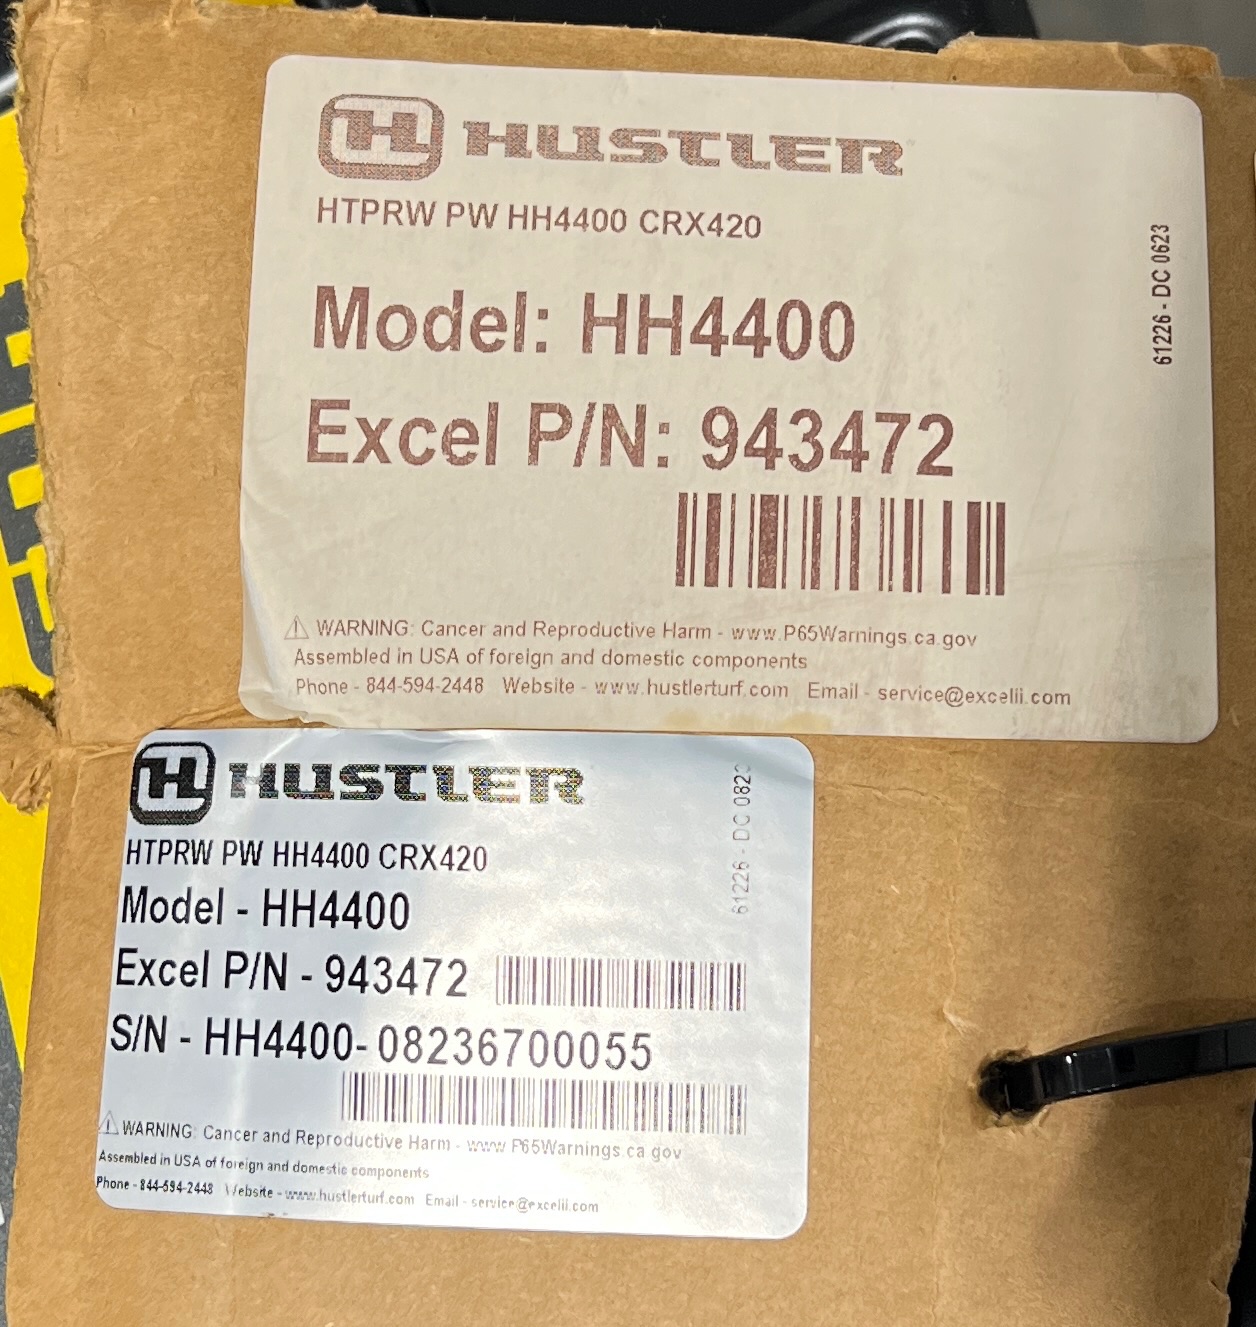 HUSTLER
HTPRW PW HH4400 CRX420
Model: HH4400
Excel P/N: 943472
61226 - DC 0623
WARNING: Cancer and Reproductive Harm - www.P65Warnings.ca.gov
Assembled in USA of foreign and domestic components
Phone - 844-594-2448 Website - www.hustlerturf.com Email - service@excelii.com
HUSTLER
HTPRW PW HH4400 CRX420
Model - HH4400
Excel P/N - 943472
S/N - HH4400- 08236700055
61226 - DC
WARNING: Cancer and Reproductive Harm - www.P65Warnings.ca.gov
Assembled in USA of foreign and domestic components
Phone - 844-594-2448 Website - www.hustlerturf.com Email - service@excelii.com